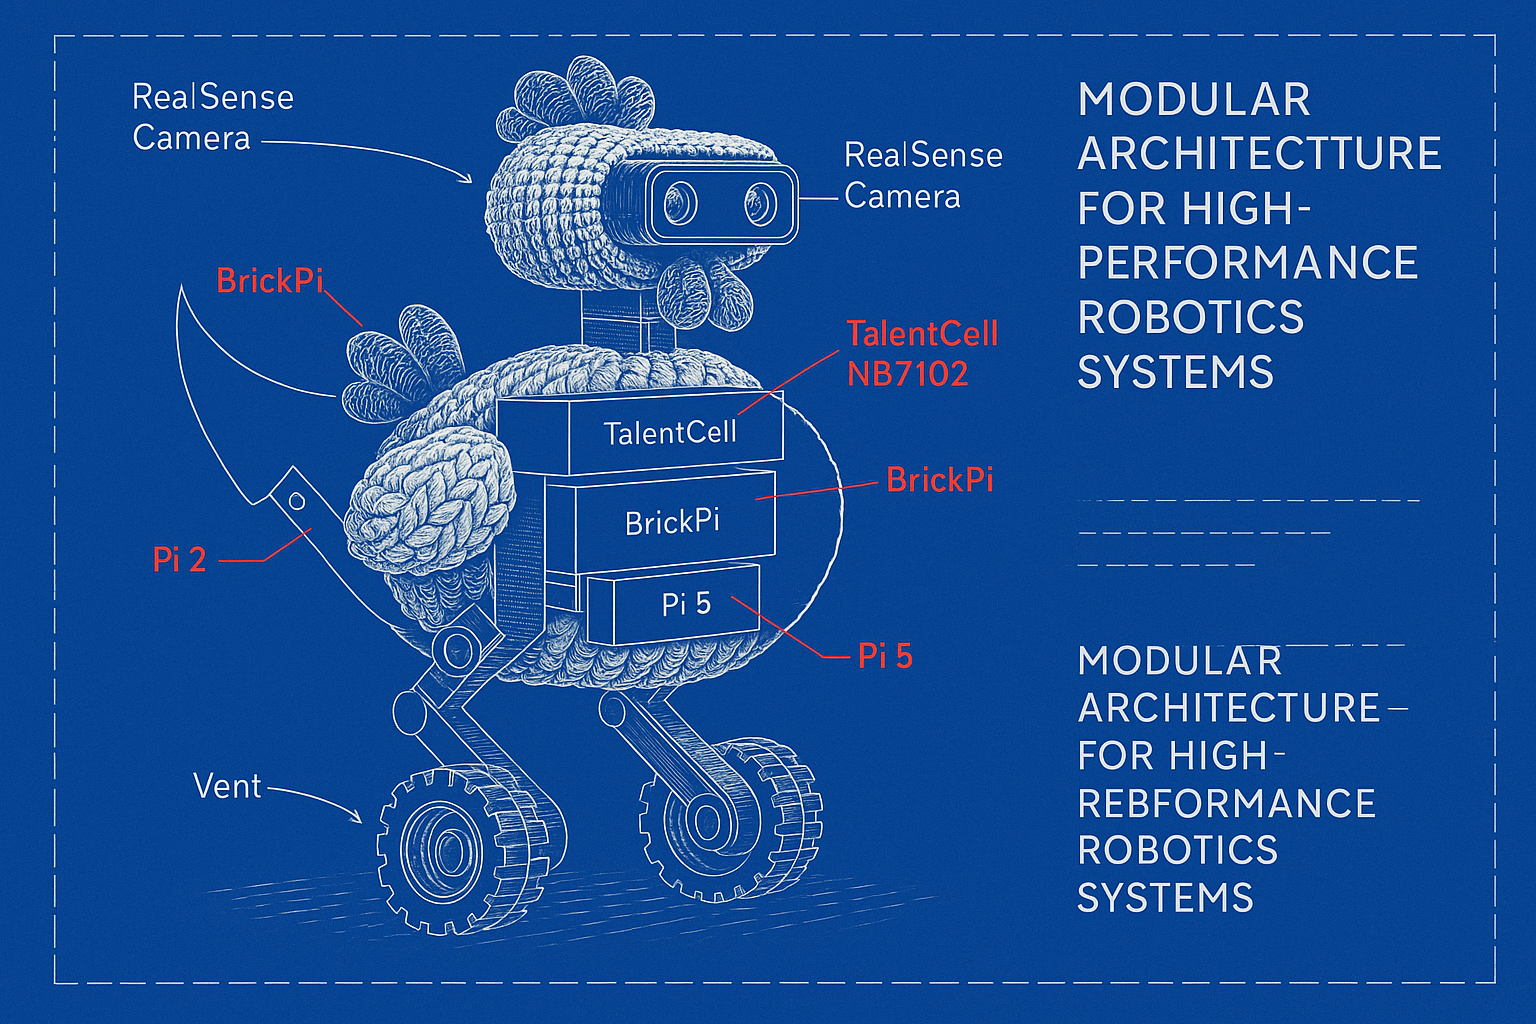 RealSense
Camera
RealSense
Camera
BrickPi
TalentCell
NB7102
TalentCell
BrickPi
BrickPi
Pi 2
Pi 5
Pi 5
Vent
MODULAR
ARCHITECTTURE
FOR HIGH-
PERFORMANCE
ROBOTICS
SYSTEMS
MODULAR
ARCHITECTURE—
FOR HIGH-
REBFORMANCE
ROBOTICS
SYSTEMS